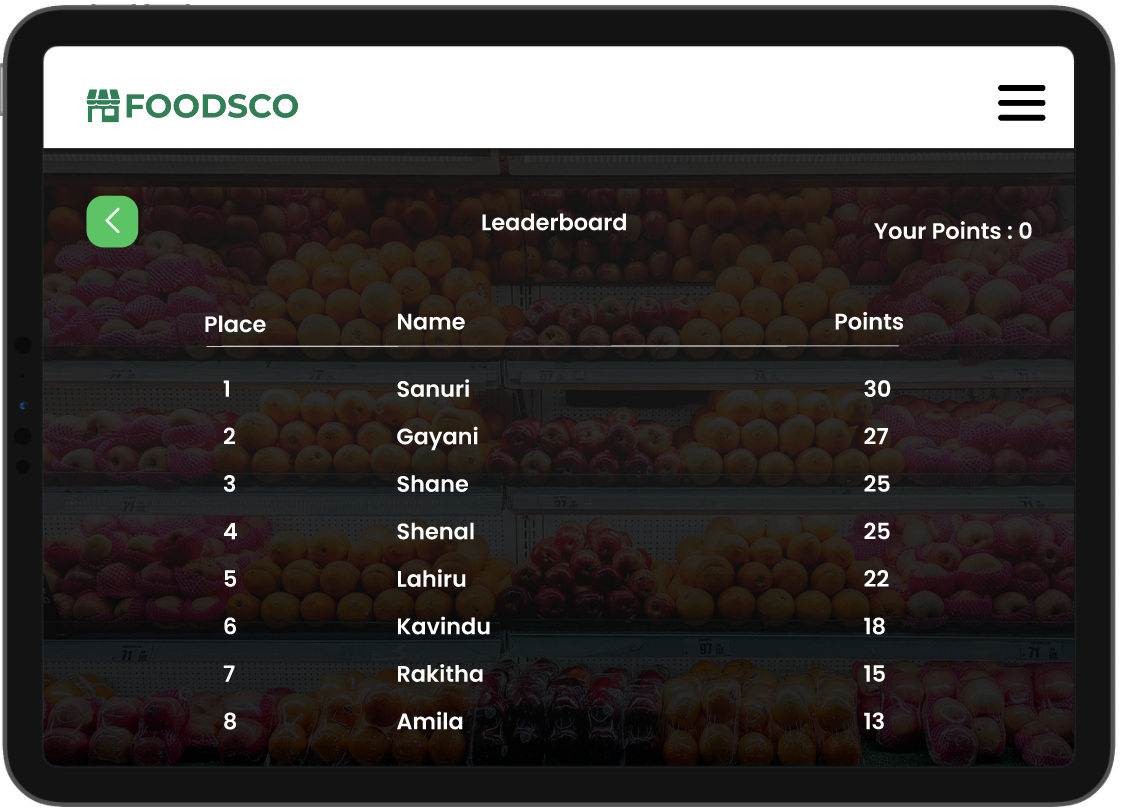 FOODSCO
Leaderboard
Your Points : 0
Place Name Points
1 Sanuri 30
2 Gayani 27
3 Shane 25
4 Shenal 25
5 Lahiru 22
6 Kavindu 18
7 Rakitha 15
8 Amila 13